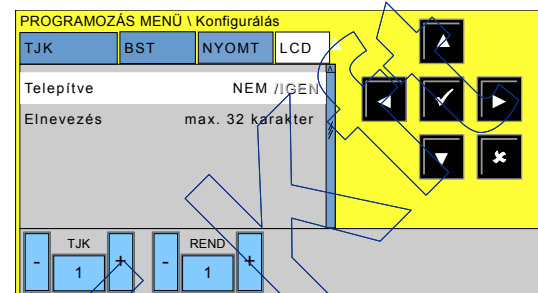 PROGRAMOZÁS MENÜ \ Konfigurálás
TJK BST NYOMT LCD
Telepítve NEM /IGEN
Elnevezés max. 32 karakter
TJK REND
- 1 + - 1 +